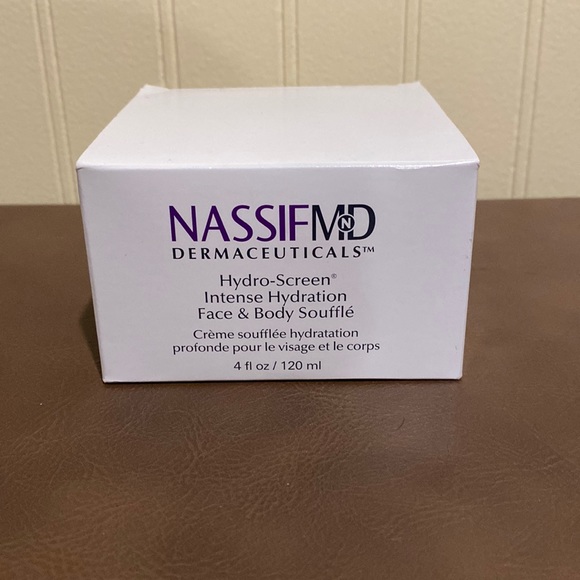 NASSIFMD
DERMACEUTICALS™
Hydro-Screen®
Intense Hydration
Face & Body Soufflé
Crème soufflée hydratation
profonde pour le visage et le corps
4 fl oz / 120 ml